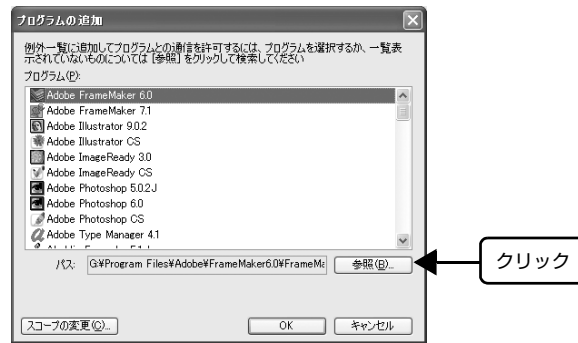 プログラムの追加
例外一覧に追加してプログラムとの通信を許可するには、プログラムを選択するか、一覧表
示されていないものについては [参照] をクリックして検索してください
プログラム(P):
Adobe FrameMaker 6.0
Adobe FrameMaker 7.1
Adobe Illustrator 9.0.2
Adobe Illustrator CS
Adobe ImageReady 3.0
Adobe ImageReady CS
Adobe Photoshop 5.0.2J
Adobe Photoshop 6.0
Adobe Photoshop CS
Adobe Type Manager 4.1
パス: G:¥Program Files¥Adobe¥FrameMaker6.0¥FrameMa 参照(B)...
クリック
スコープの変更(C)... OK キャンセル